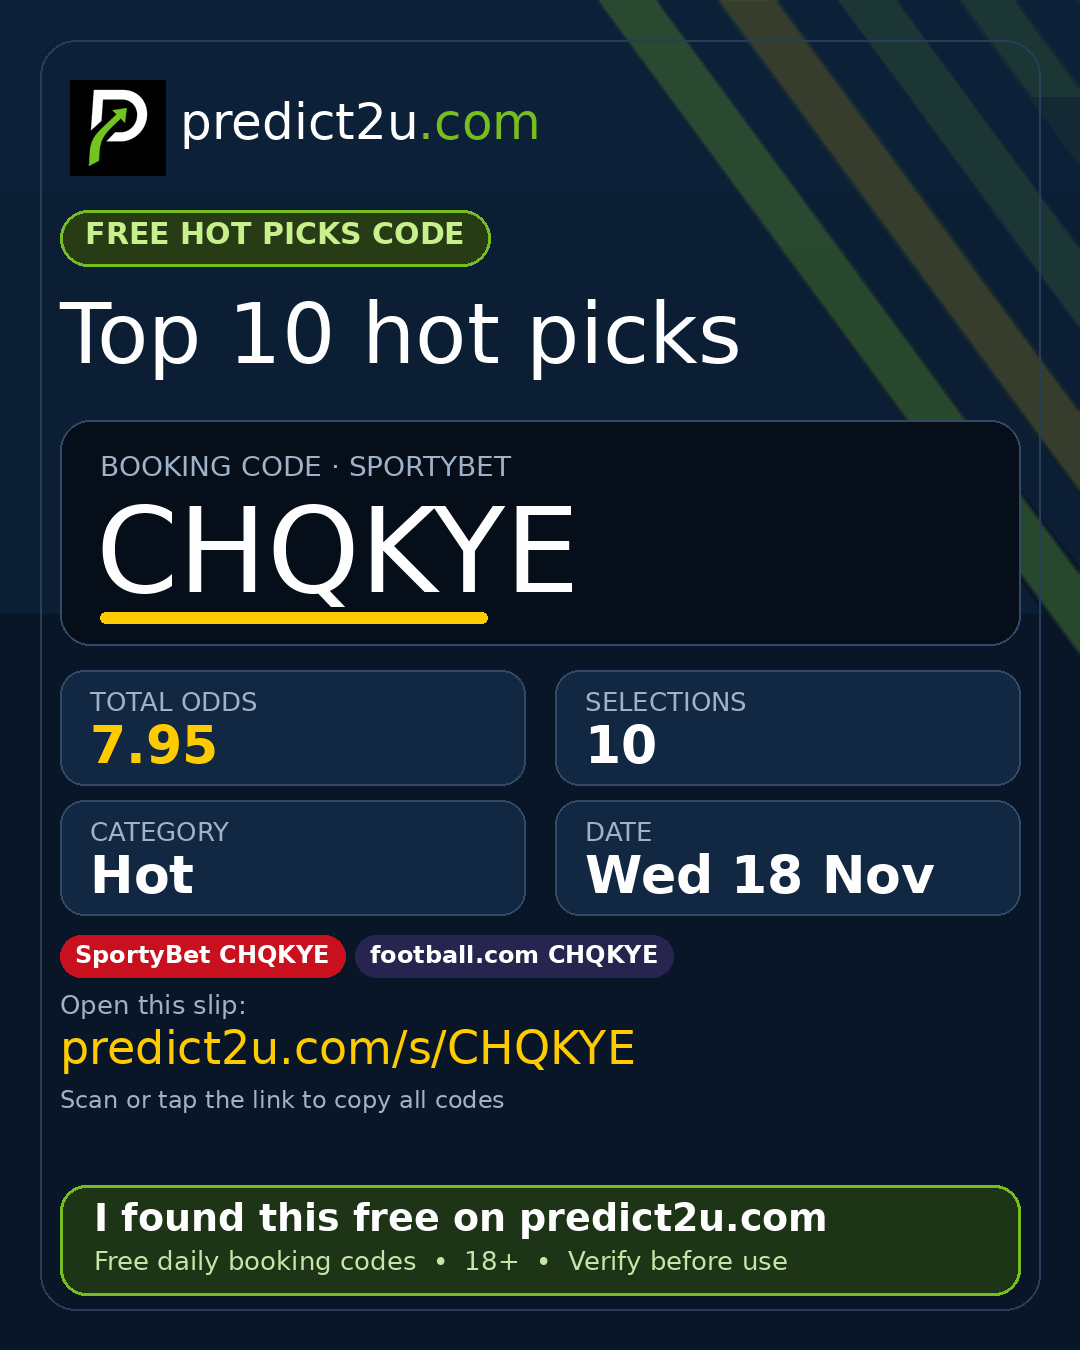 predict2u.com
FREE HOT PICKS CODE
Top 10 hot picks
BOOKING CODE · SPORTYBET
CHQKYE
TOTAL ODDS
7.95
SELECTIONS
10
CATEGORY
Hot
DATE
Wed 18 Nov
SportyBet CHQKYE
football.com CHQKYE
Open this slip:
predict2u.com/s/CHQKYE
Scan or tap the link to copy all codes
I found this free on predict2u.com
Free daily booking codes • 18+ • Verify before use